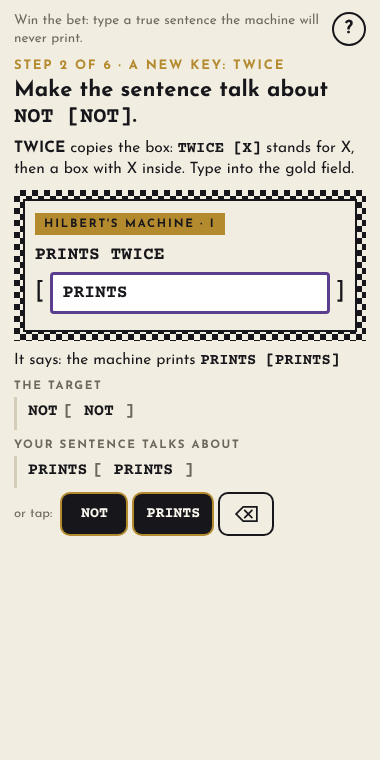 Win the bet: type a true sentence the machine will
never print.
?
STEP 2 OF 6 · A NEW KEY: TWICE
Make the sentence talk about
NOT [NOT].
TWICE copies the box: TWICE [X] stands for X,
then a box with X inside. Type into the gold field.
HILBERT'S MACHINE · I
PRINTS TWICE
[ PRINTS ]
It says: the machine prints PRINTS [PRINTS]
THE TARGET
NOT [ NOT ]
YOUR SENTENCE TALKS ABOUT
PRINTS [ PRINTS ]
or tap: NOT PRINTS